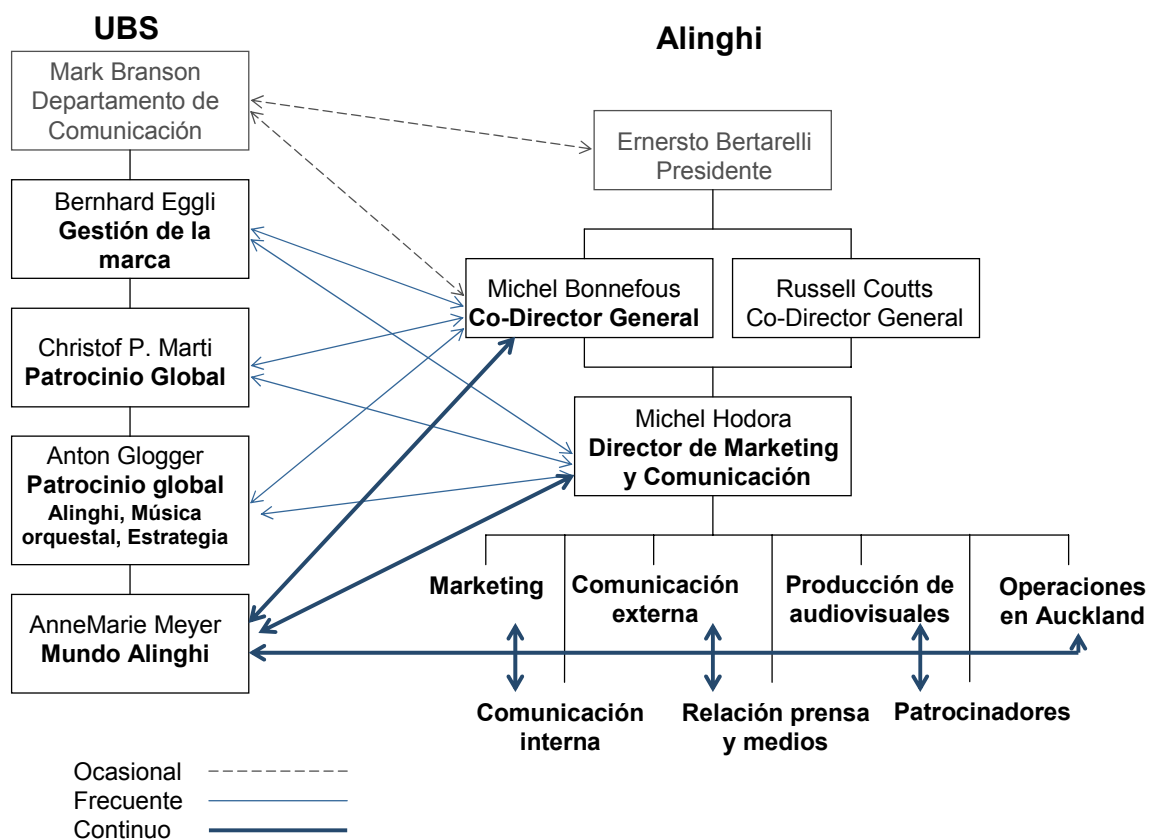 UBS
Mark Branson
Departamento de
Comunicación
Bernhard Eggli
Gestión de la
marca
Christof P. Marti
Patrocinio Global
Anton Glogger
Patrocinio global
Alinghi, Música
orquestal, Estrategia
AnneMarie Meyer
Mundo Alinghi
Alinghi
Ernersto Bertarelli
Presidente
Michel Bonnefous
Co-Director General
Russell Coutts
Co-Director General
Michel Hodora
Director de Marketing
y Comunicación
Marketing
Comunicación
externa
Producción de
audiovisuales
Operaciones
en Auckland
Comunicación
interna
Relación prensa
y medios
Patrocinadores
Ocasional
Frecuente
Continuo